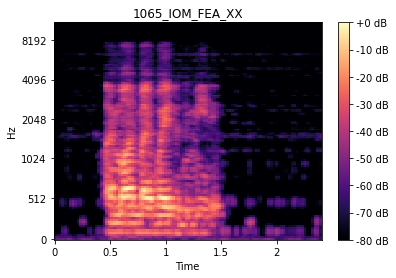 1065_IOM_FEA_XX
8192
4096
2048
1024
512
0
Hz
0
0.5
1
1.5
2
Time
+0 dB
-10 dB
-20 dB
-30 dB
-40 dB
-50 dB
-60 dB
-70 dB
-80 dB